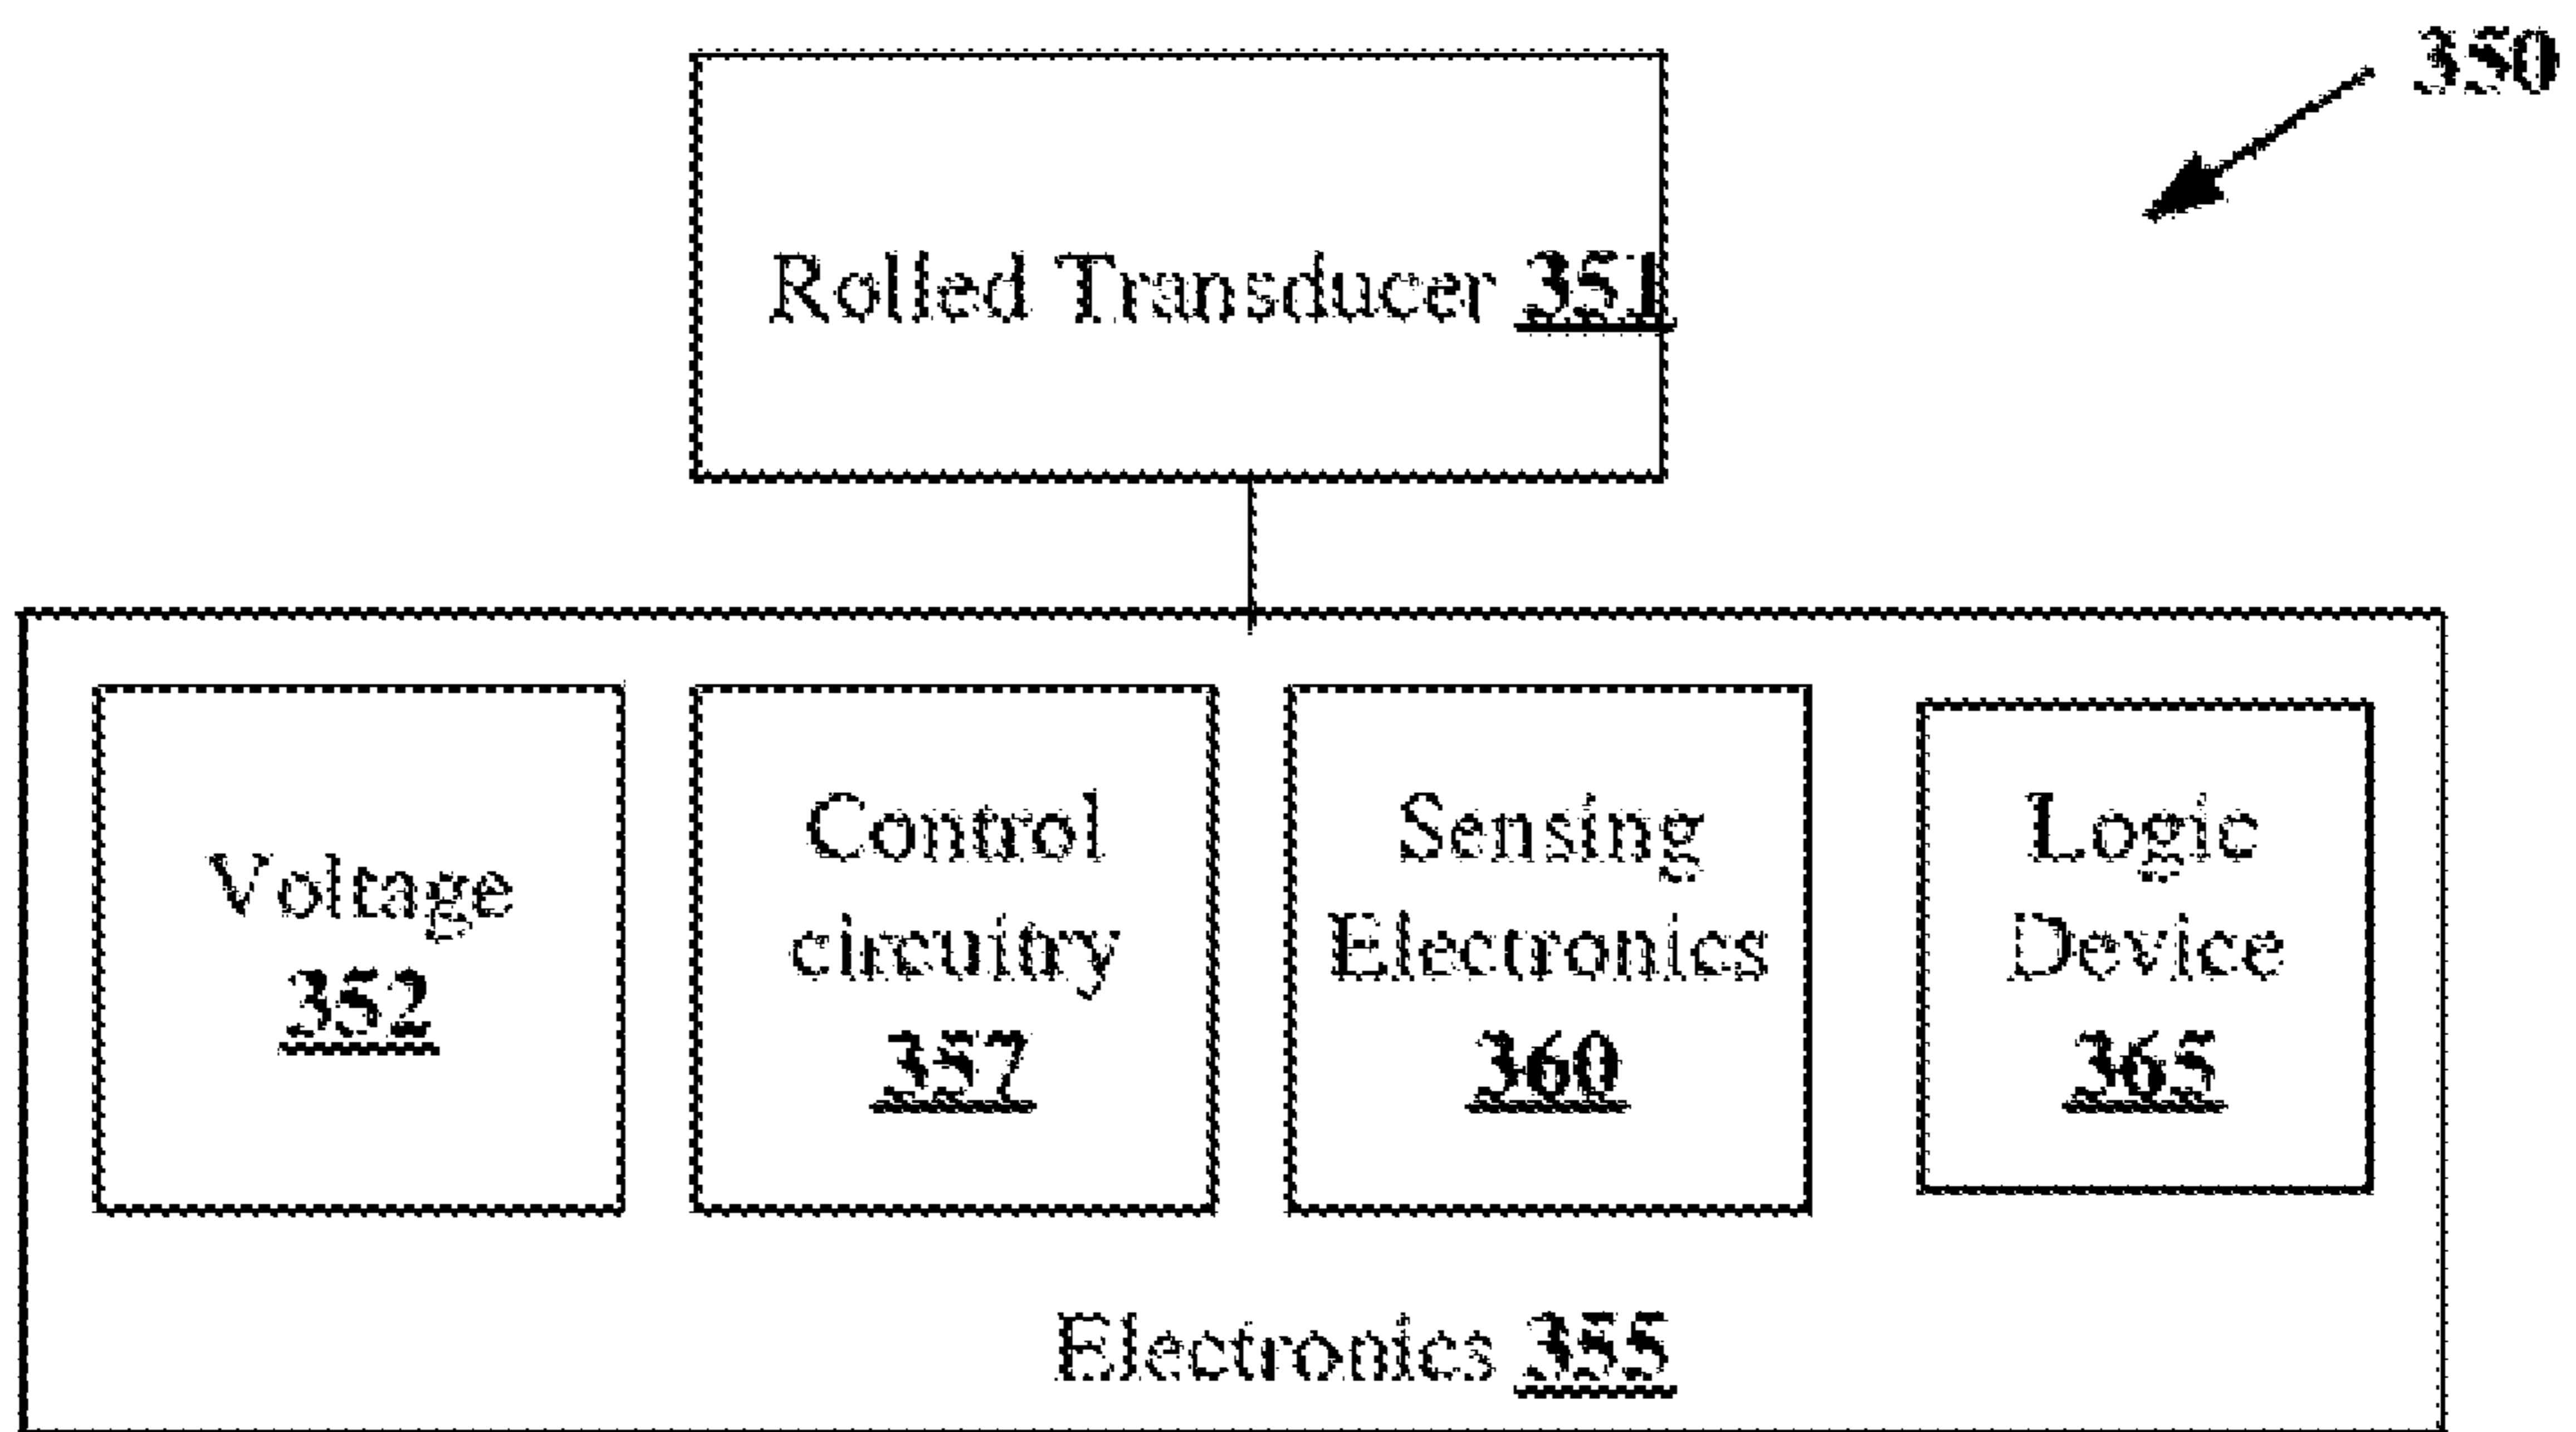 350
Rolled Transducer 351
Voltage
352
Control
circuitry
357
Sensing
Electronics
360
Logic
Device
365
Electronics 355